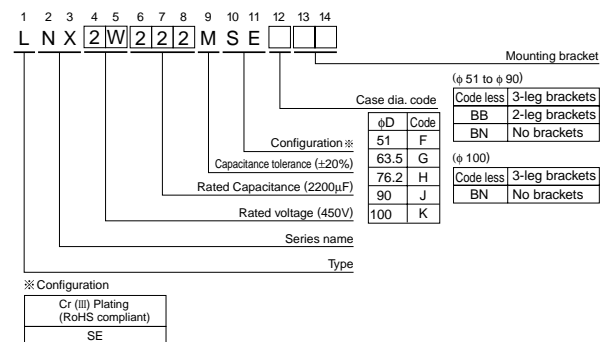 1 2 3 4 5 6 7 8 9 10 11 12 13 14
L N X 2 W 2 2 2 M S E
Mounting bracket
(φ 51 to φ 90)
Code less 3-leg brackets
BB 2-leg brackets
BN No brackets
(φ 100)
Code less 3-leg brackets
BN No brackets
Case dia. code
φD Code
51 F
63.5 G
76.2 H
90 J
100 K
Configuration※
Capacitance tolerance (±20%)
Rated Capacitance (2200μF)
Rated voltage (450V)
Series name
Type
※Configuration
Cr (III) Plating
(RoHS compliant)
SE